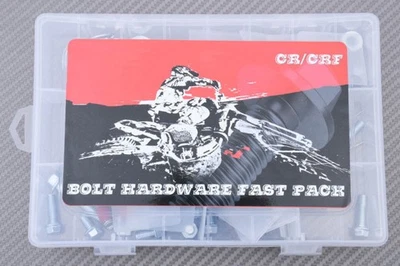 CR/CRF
BOLT HARDWARE FAST PACK